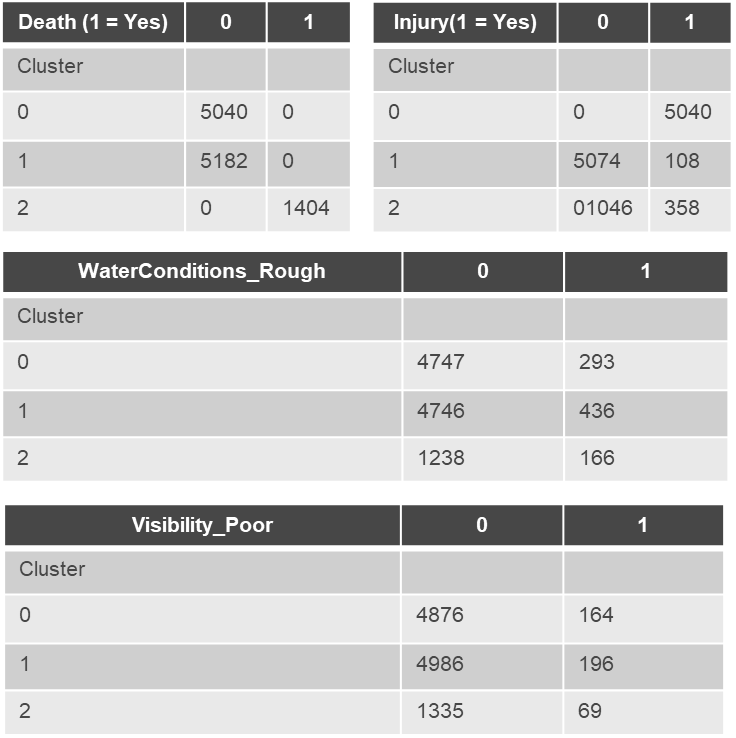 Death (1 = Yes) 0 1
Cluster
0 5040 0
1 5182 0
2 0 1404
Injury(1 = Yes) 0 1
Cluster
0 0 5040
1 5074 108
2 01046 358
WaterConditions_Rough 0 1
Cluster
0 4747 293
1 4746 436
2 1238 166
Visibility_Poor 0 1
Cluster
0 4876 164
1 4986 196
2 1335 69